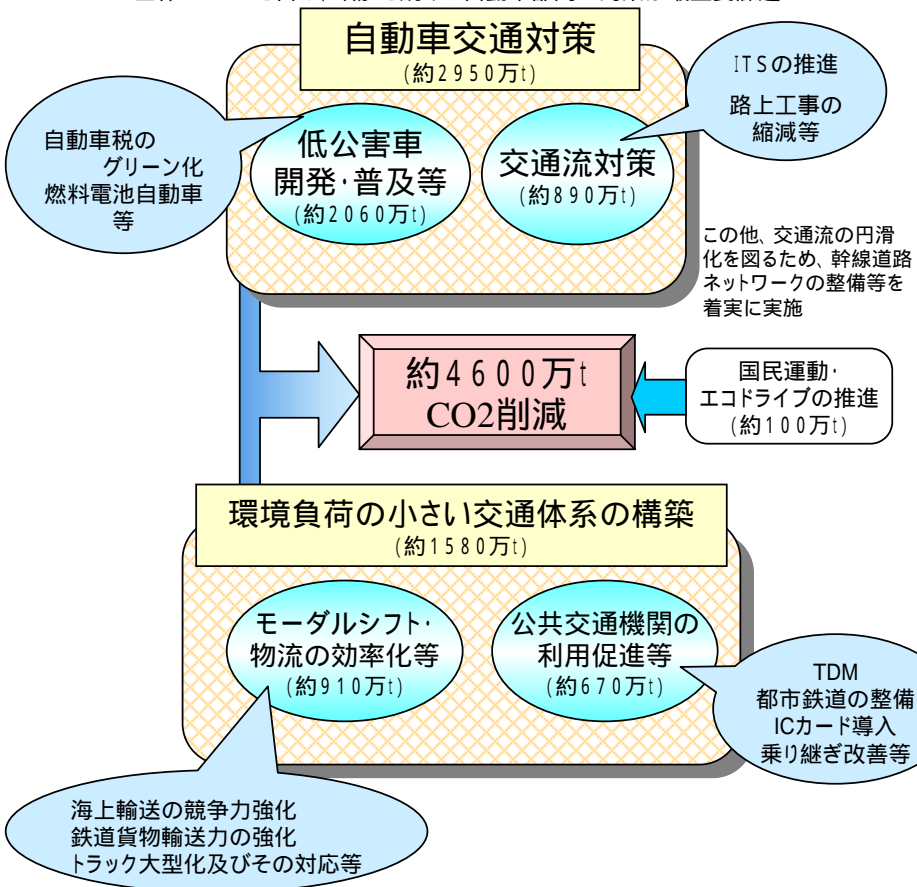 自動車交通対策
(約2950万t)
ITSの推進
路上工事の
縮減等
自動車税の
グリーン化
燃料電池自動車
等
低公害車
開発・普及等
(約2060万t)
交通流対策
(約890万t)
この他、交通流の円滑
化を図るため、幹線道路
ネットワークの整備等を
着実に実施
約4600万t
CO2削減
国民運動・
エコドライブの推進
(約100万t)
環境負荷の小さい交通体系の構築
(約1580万t)
モーダルシフト・
物流の効率化等
(約910万t)
公共交通機関の
利用促進等
(約670万t)
TDM
都市鉄道の整備
ICカード導入
乗り継ぎ改善等
海上輸送の競争力強化
鉄道貨物輸送力の強化
トラック大型化及びその対応等